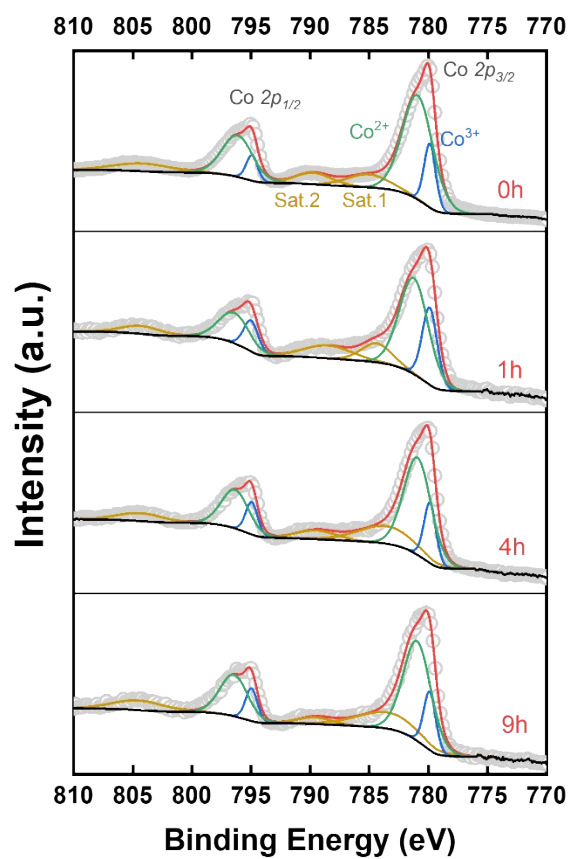 810 805 800 795 790 785 780 775 770
Co 2p3/2
Co 2p1/2
Co²⁺
Co³⁺
Sat.2 Sat.1
0h
1h
4h
9h
Intensity (a.u.)
810 805 800 795 790 785 780 775 770
Binding Energy (eV)